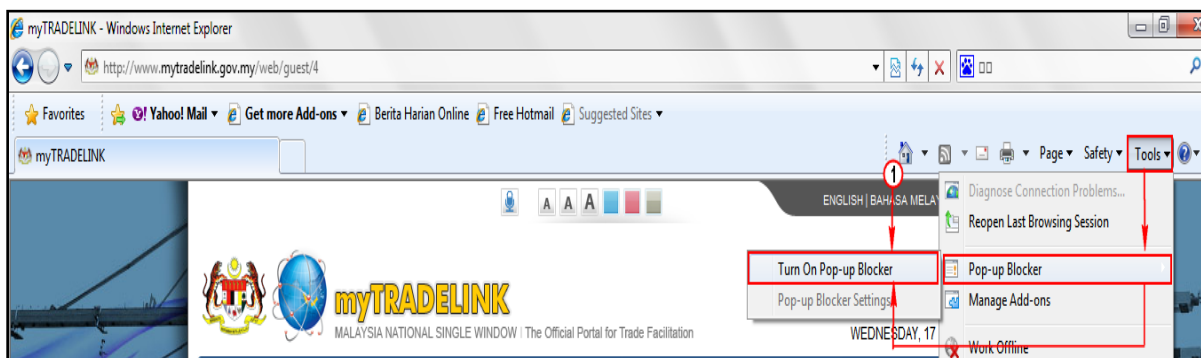 myTRADELINK - Windows Internet Explorer
http://www.mytradelink.gov.my/web/guest/4
Favorites Yahoo! Mail Get more Add-ons Berita Harian Online Free Hotmail Suggested Sites
myTRADELINK Page Safety Tools
1
A A A ENGLISH | BAHASA MELAY
Diagnose Connection Problems...
Reopen Last Browsing Session
Turn On Pop-up Blocker Pop-up Blocker
Pop-up Blocker Settings Manage Add-ons
myTRADELINK
MALAYSIA NATIONAL SINGLE WINDOW | The Official Portal for Trade Facilitation
WEDNESDAY, 17
Work Offline